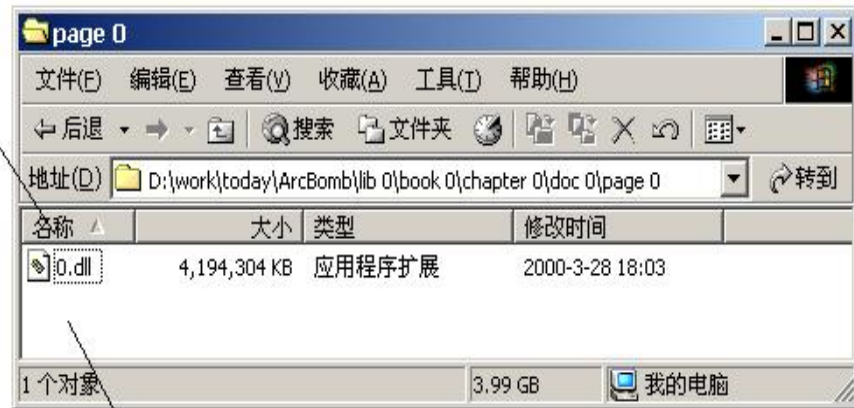 page 0
文件(F) 编辑(E) 查看(V) 收藏(A) 工具(T) 帮助(H)
后退 搜索 文件夹
地址(D) D:\work\today\ArcBomb\lib 0\book 0\chapter 0\doc 0\page 0 转到
名称 大小 类型 修改时间
0.dll 4,194,304 KB 应用程序扩展 2000-3-28 18:03
1 个对象 3.99 GB 我的电脑